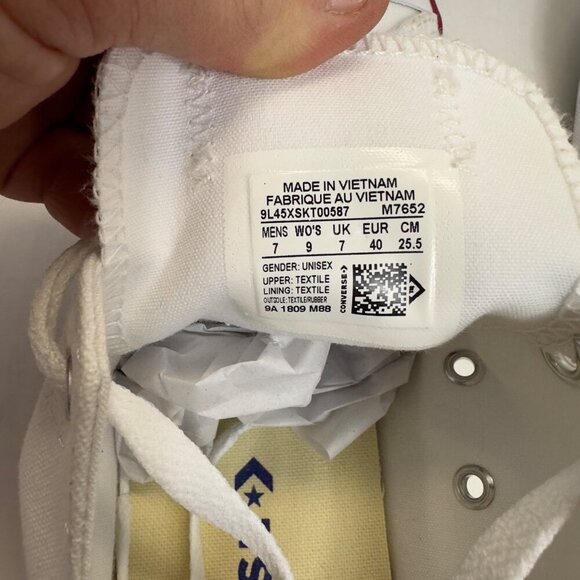 MADE IN VIETNAM
FABRIQUE AU VIETNAM
9L45XSKT00587 M7652
MENS WO'S UK EUR CM
7 9 7 40 25.5
GENDER: UNISEX
UPPER: TEXTILE
LINING: TEXTILE
OUTSOLE: TEXTILE/RUBBER
9A 1809 M88
CONVERSE